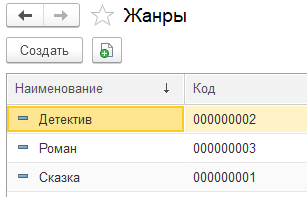 Жанры
Создать
Наименование ↓ Код
Детектив 000000002
Роман 000000003
Сказка 000000001